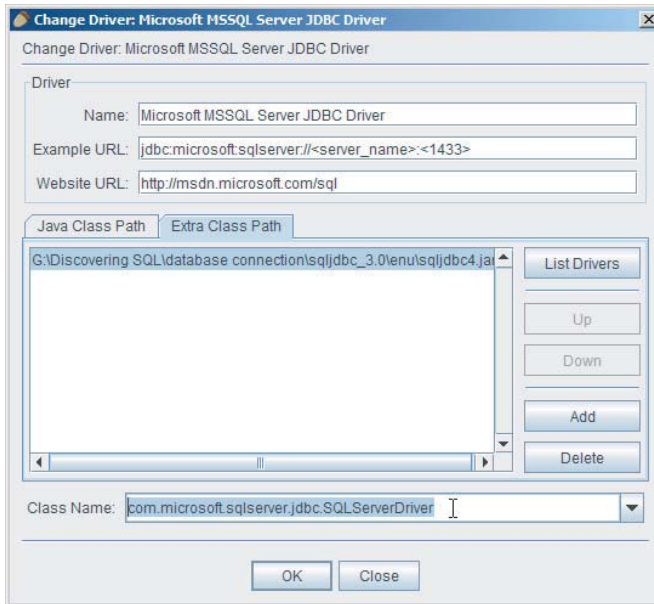 Change Driver: Microsoft MSSQL Server JDBC Driver
Change Driver: Microsoft MSSQL Server JDBC Driver
Driver
Name: Microsoft MSSQL Server JDBC Driver
Example URL: jdbc:microsoft:sqlserver://<server_name>:<1433>
Website URL: http://msdn.microsoft.com/sql
Java Class Path Extra Class Path
G:\Discovering SQL\database connection\sqljdbc_3.0\enu\sqljdbc4.jar
List Drivers
Up
Down
Add
Delete
Class Name: com.microsoft.sqlserver.jdbc.SQLServerDriver
OK Close